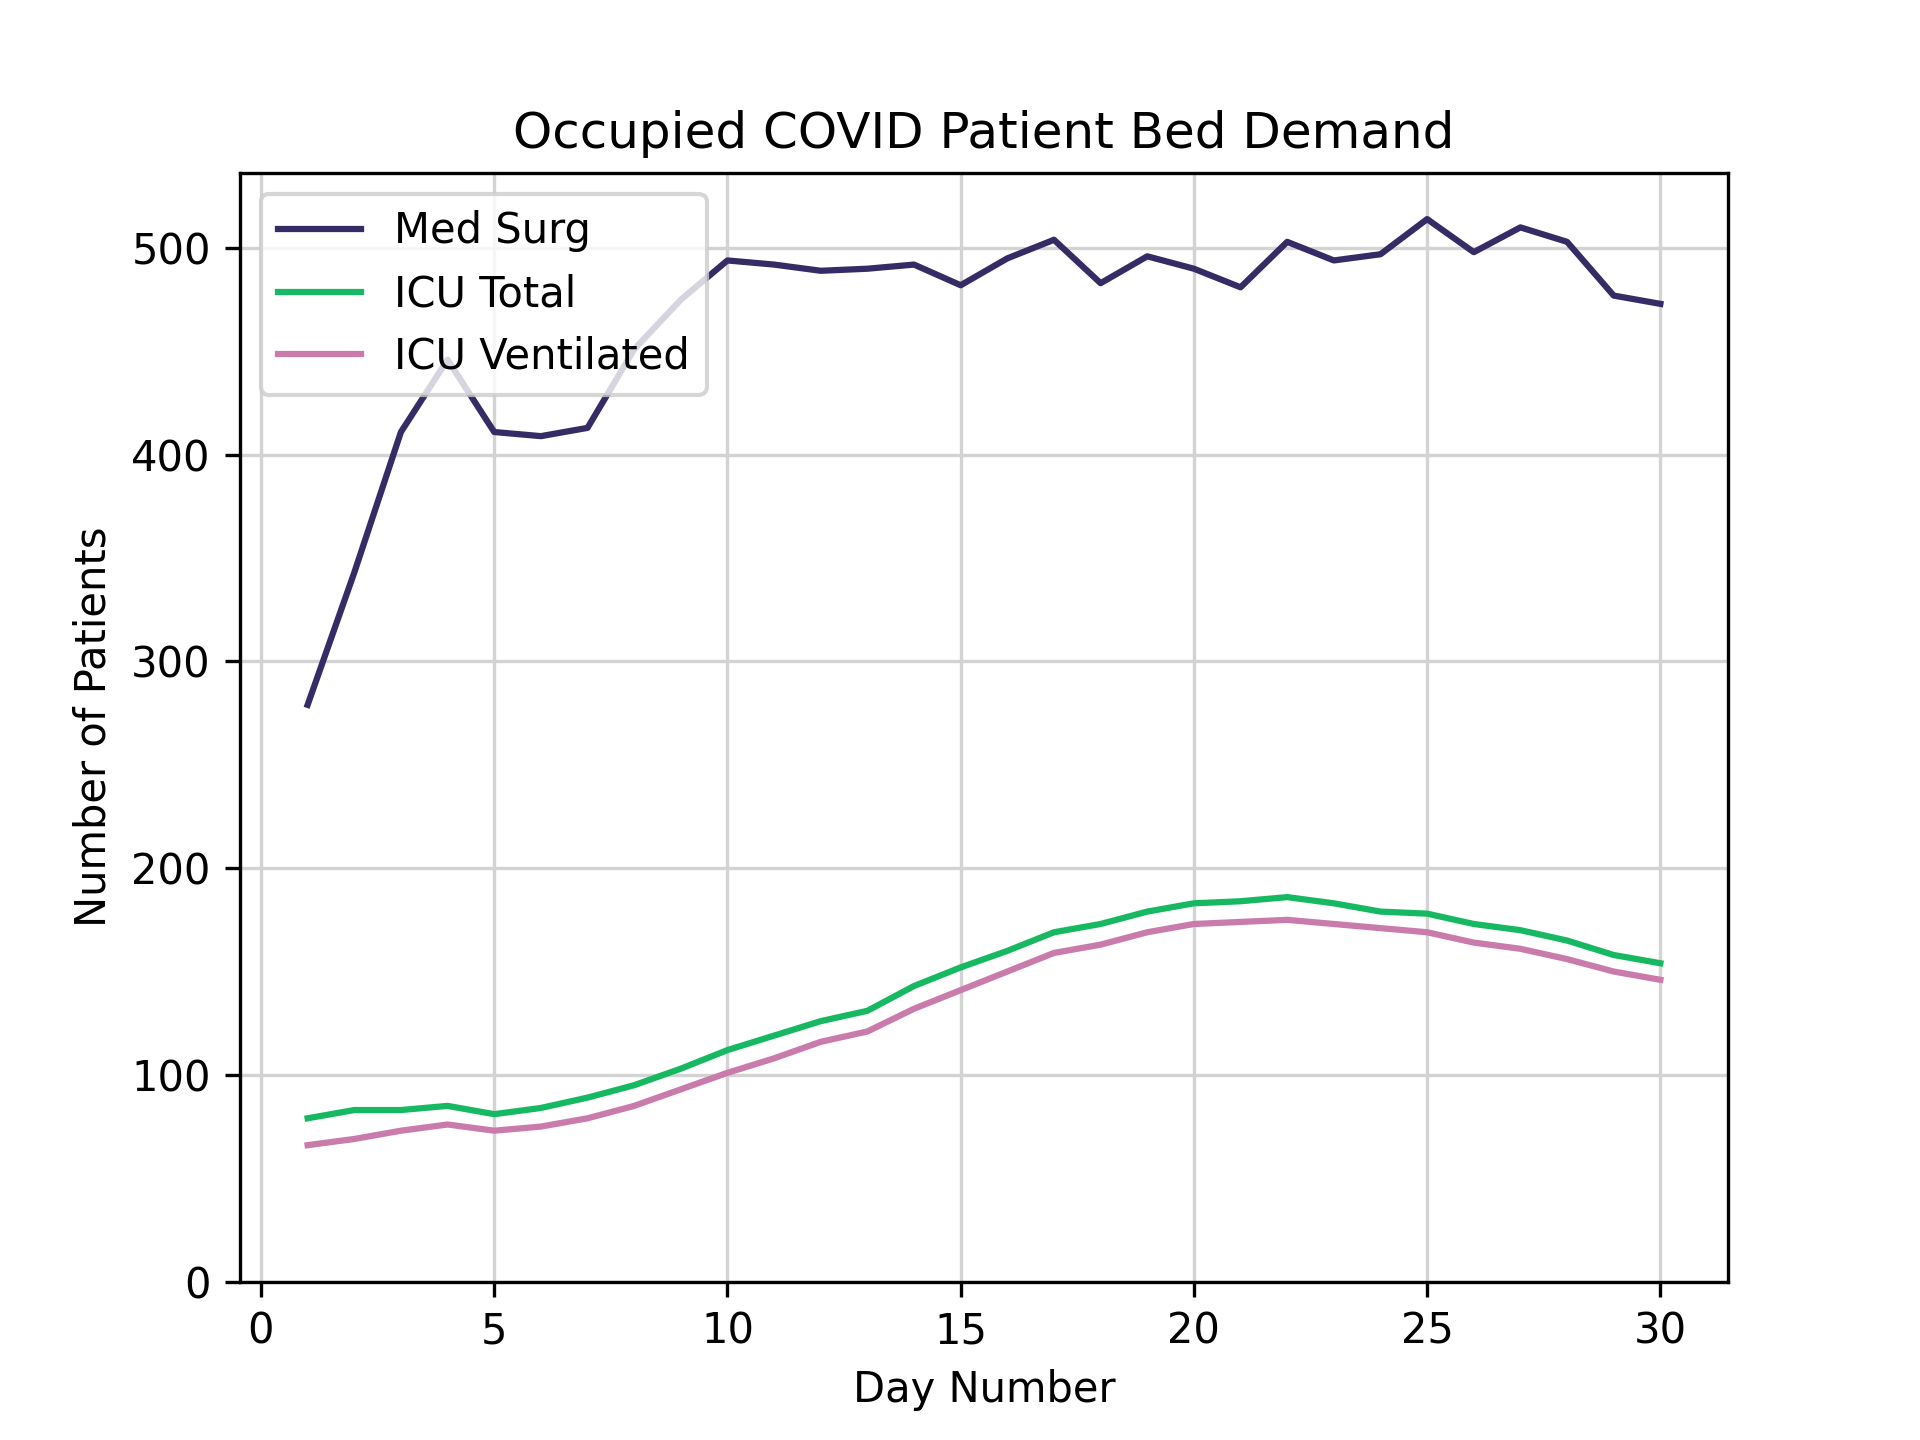 Occupied COVID Patient Bed Demand
Med Surg
ICU Total
ICU Ventilated
500
400
300
200
100
0
Number of Patients
0 5 10 15 20 25 30
Day Number